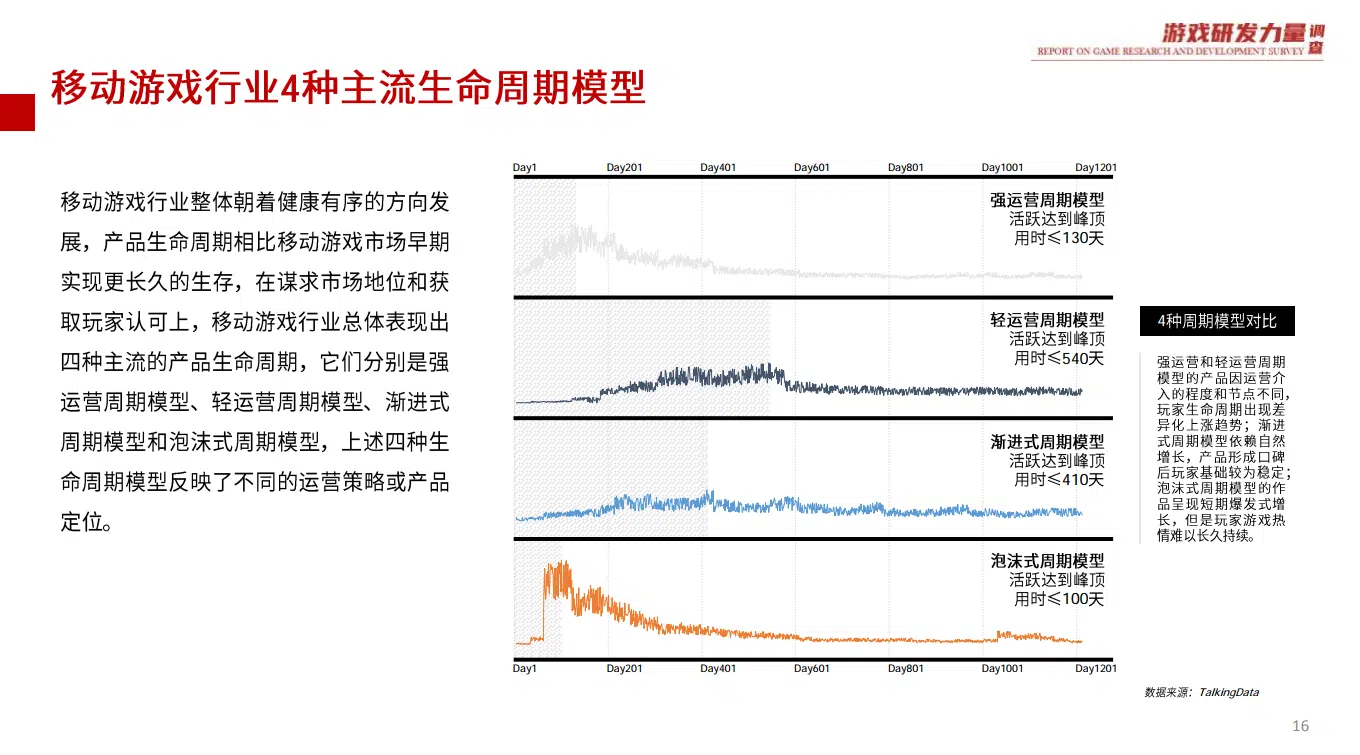 游戏研发力量
调查
REPORT ON GAME RESEARCH AND DEVELOPMENT SURVEY
移动游戏行业4种主流生命周期模型
移动游戏行业整体朝着健康有序的方向发
展，产品生命周期相比移动游戏市场早期
实现更长久的生存，在谋求市场地位和获
取玩家认可上，移动游戏行业总体表现出
四种主流的产品生命周期，它们分别是强
运营周期模型、轻运营周期模型、渐进式
周期模型和泡沫式周期模型，上述四种生
命周期模型反映了不同的运营策略或产品
定位。
Day1 Day201 Day401 Day601 Day801 Day1001 Day1201
强运营周期模型
活跃达到峰顶
用时≤130天
轻运营周期模型
活跃达到峰顶
用时≤540天
渐进式周期模型
活跃达到峰顶
用时≤410天
泡沫式周期模型
活跃达到峰顶
用时≤100天
Day1 Day201 Day401 Day601 Day801 Day1001 Day1201
4种周期模型对比
强运营和轻运营周期
模型的产品因运营介
入的程度和节点不同，
玩家生命周期出现差
异化上涨趋势；渐进
式周期模型依赖自然
增长，产品形成口碑
后玩家基础较为稳定；
泡沫式周期模型的作
品呈现短期爆发式增
长，但是玩家游戏热
情难以长久持续。
数据来源：TalkingData
16